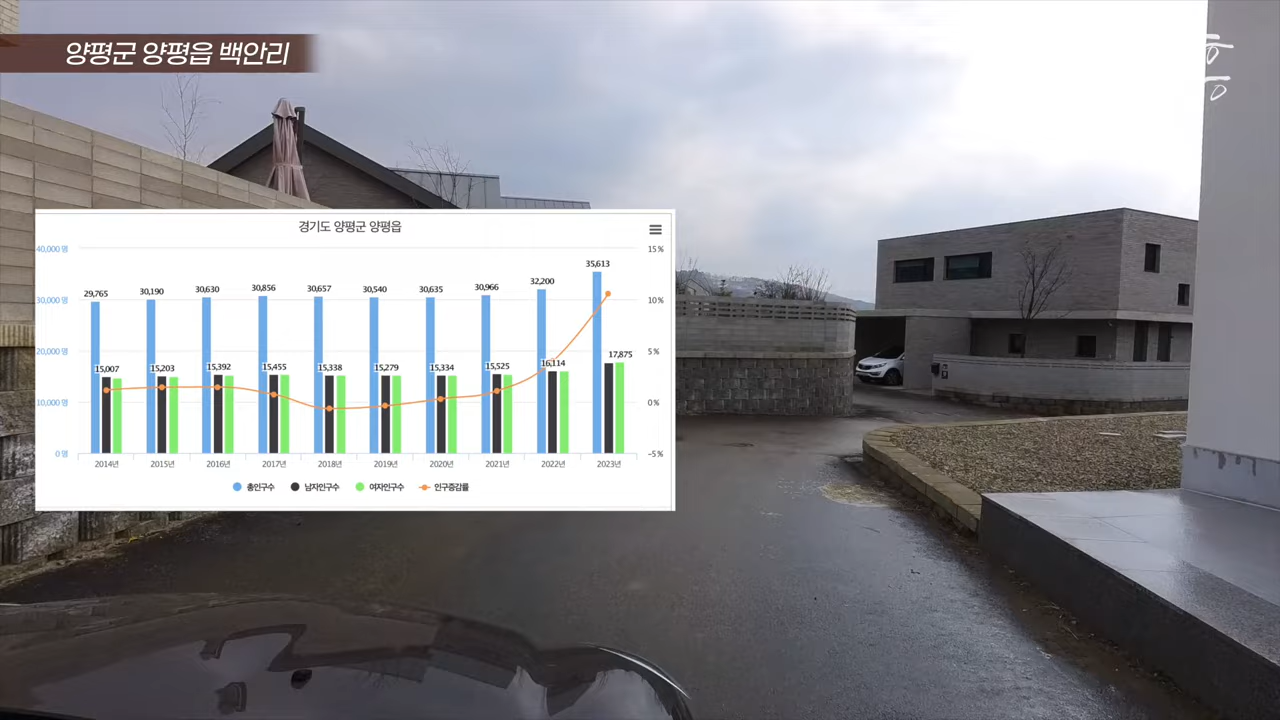 양평군 양평읍 백안리
흠
경기도 양평군 양평읍
40,000 명
30,000 명
20,000 명
10,000 명
0 명
15%
10%
5%
0%
-5%
29,765 30,190 30,630 30,856 30,657 30,540 30,635 30,966 32,200 35,613
15,007 15,203 15,392 15,455 15,338 15,279 15,334 15,525 16,114 17,875
2014년 2015년 2016년 2017년 2018년 2019년 2020년 2021년 2022년 2023년
총인구수 남자인구수 여자인구수 인구증감률